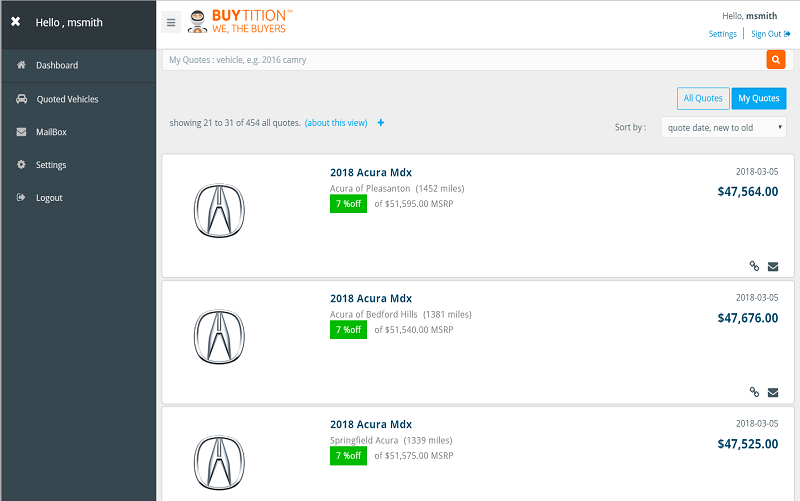 Hello , msmith
BUYTITION™
WE, THE BUYERS
Hello, msmith
Settings
Sign Out
Dashboard
Quoted Vehicles
MailBox
Settings
Logout
My Quotes : vehicle, e.g. 2016 camry
All Quotes
My Quotes
showing 21 to 31 of 454 all quotes. (about this view) +
Sort by :
quote date, new to old
2018 Acura Mdx
2018-03-05
Acura of Pleasanton (1452 miles)
$47,564.00
7 %off of $51,595.00 MSRP
2018 Acura Mdx
2018-03-05
Acura of Bedford Hills (1381 miles)
$47,676.00
7 %off of $51,540.00 MSRP
2018 Acura Mdx
2018-03-05
Springfield Acura (1339 miles)
$47,525.00
7 %off of $51,575.00 MSRP